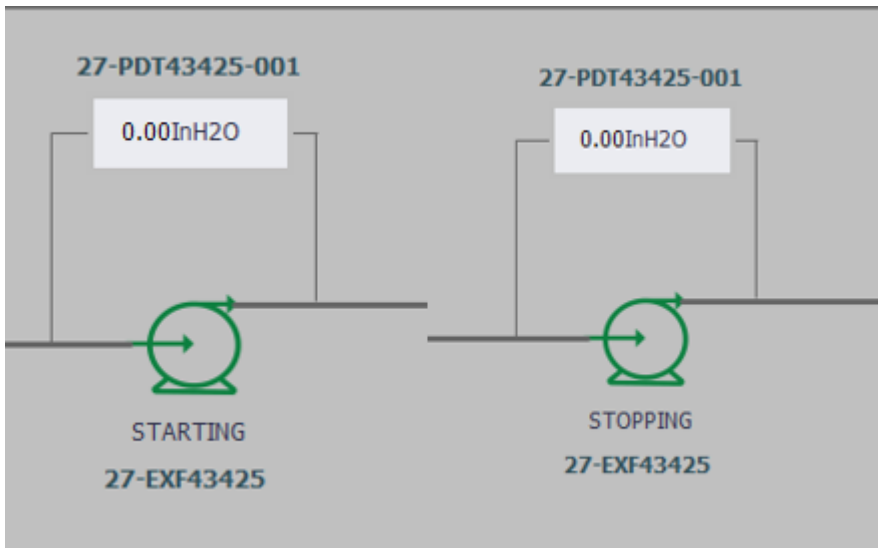 27-PDT43425-001
0.00InH2O
STARTING
27-EXF43425
27-PDT43425-001
0.00InH2O
STOPPING
27-EXF43425